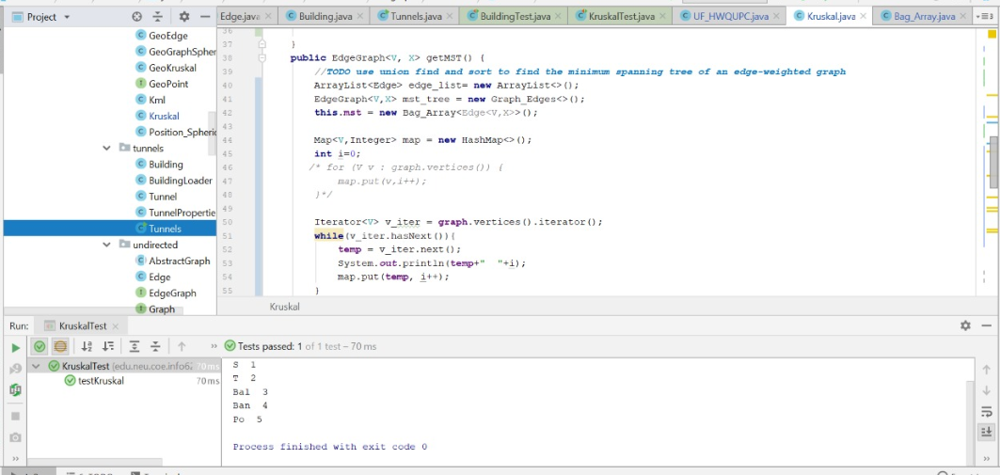 Project
Edge.java
Building.java
Tunnels.java
BuildingTest.java
KruskalTest.java
UF_HWQUPC.java
Kruskal.java
Bag_Array.java
GeoEdge
GeoGraphSpher
GeoKruskal
GeoPoint
Kml
Kruskal
Position_Spheri
tunnels
Building
BuildingLoader
Tunnel
TunnelPropertie
Tunnels
undirected
AbstractGraph
Edge
EdgeGraph
Graph
36
37 }
38 public EdgeGraph<V, X> getMST() {
39 //TODO use union find and sort to find the minimum spanning tree of an edge-weighted graph
40 ArrayList<Edge> edge_list= new ArrayList<>();
41 EdgeGraph<V,X> mst_tree = new Graph_Edges<>();
42 this.mst = new Bag_Array<Edge<V,X>>();
43
44 Map<V,Integer> map = new HashMap<>();
45 int i=0;
46 /* for (V v : graph.vertices()) {
47 map.put(v,i++);
48 }*/
49
50 Iterator<V> v_iter = graph.vertices().iterator();
51 while(v_iter.hasNext()){
52 temp = v_iter.next();
53 System.out.println(temp+" "+i);
54 map.put(temp, i++);
55 }
Kruskal
Run: KruskalTest
Tests passed: 1 of 1 test – 70 ms
KruskalTest (edu.neu.coe.info62 70 ms
testKruskal 70 ms
S 1
T 2
Bal 3
Ban 4
Po 5
Process finished with exit code 0